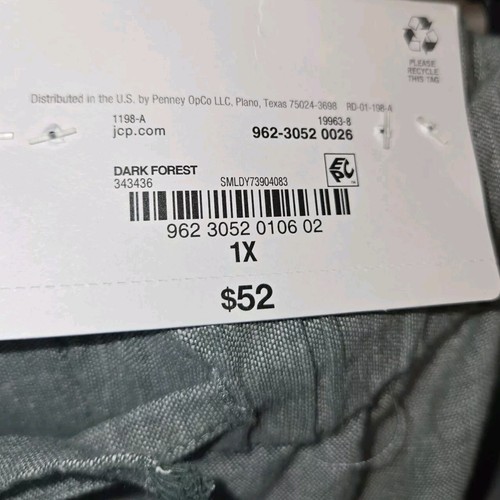 PLEASE
RECYCLE
THIS TAG
Distributed in the U.S. by Penney OpCo LLC, Plano, Texas 75024-3698 RD-01-198-A
1198-A 19963-8
jcp.com 962-3052 0026
DARK FOREST
343436 SMLDY73904083
EPC
962 3052 0106 02
1X
$52